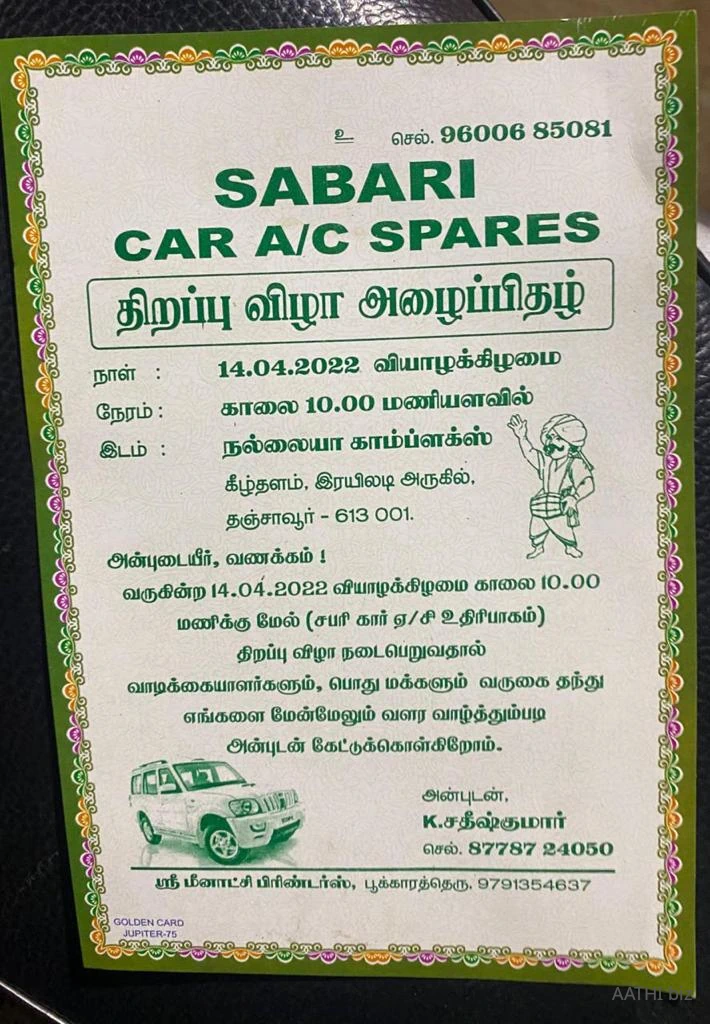 உ செல். 96006 85081
SABARI
CAR A/C SPARES
திறப்பு விழா அழைப்பிதழ்
நாள் : 14.04.2022 வியாழக்கிழமை
நேரம் : காலை 10.00 மணியளவில்
இடம் : நல்லையா காம்ப்ளக்ஸ்
கீழ்தளம், இரயிலடி அருகில்,
தஞ்சாவூர் - 613 001.
அன்புடையீர், வணக்கம் !
வருகின்ற 14.04.2022 வியாழக்கிழமை காலை 10.00
மணிக்கு மேல் (சபரி கார் ஏ/சி உதிரிபாகம்)
திறப்பு விழா நடைபெறுவதால்
வாடிக்கையாளர்களும், பொது மக்களும் வருகை தந்து
எங்களை மேன்மேலும் வளர வாழ்த்தும்படி
அன்புடன் கேட்டுக்கொள்கிறோம்.
அன்புடன்,
K.சதீஷ்குமார்
செல். 87787 24050
ஸ்ரீ மீனாட்சி பிரிண்டர்ஸ், பூக்காரத்தெரு. 9791354637
GOLDEN CARD
JUPITER-75
AATHI biz